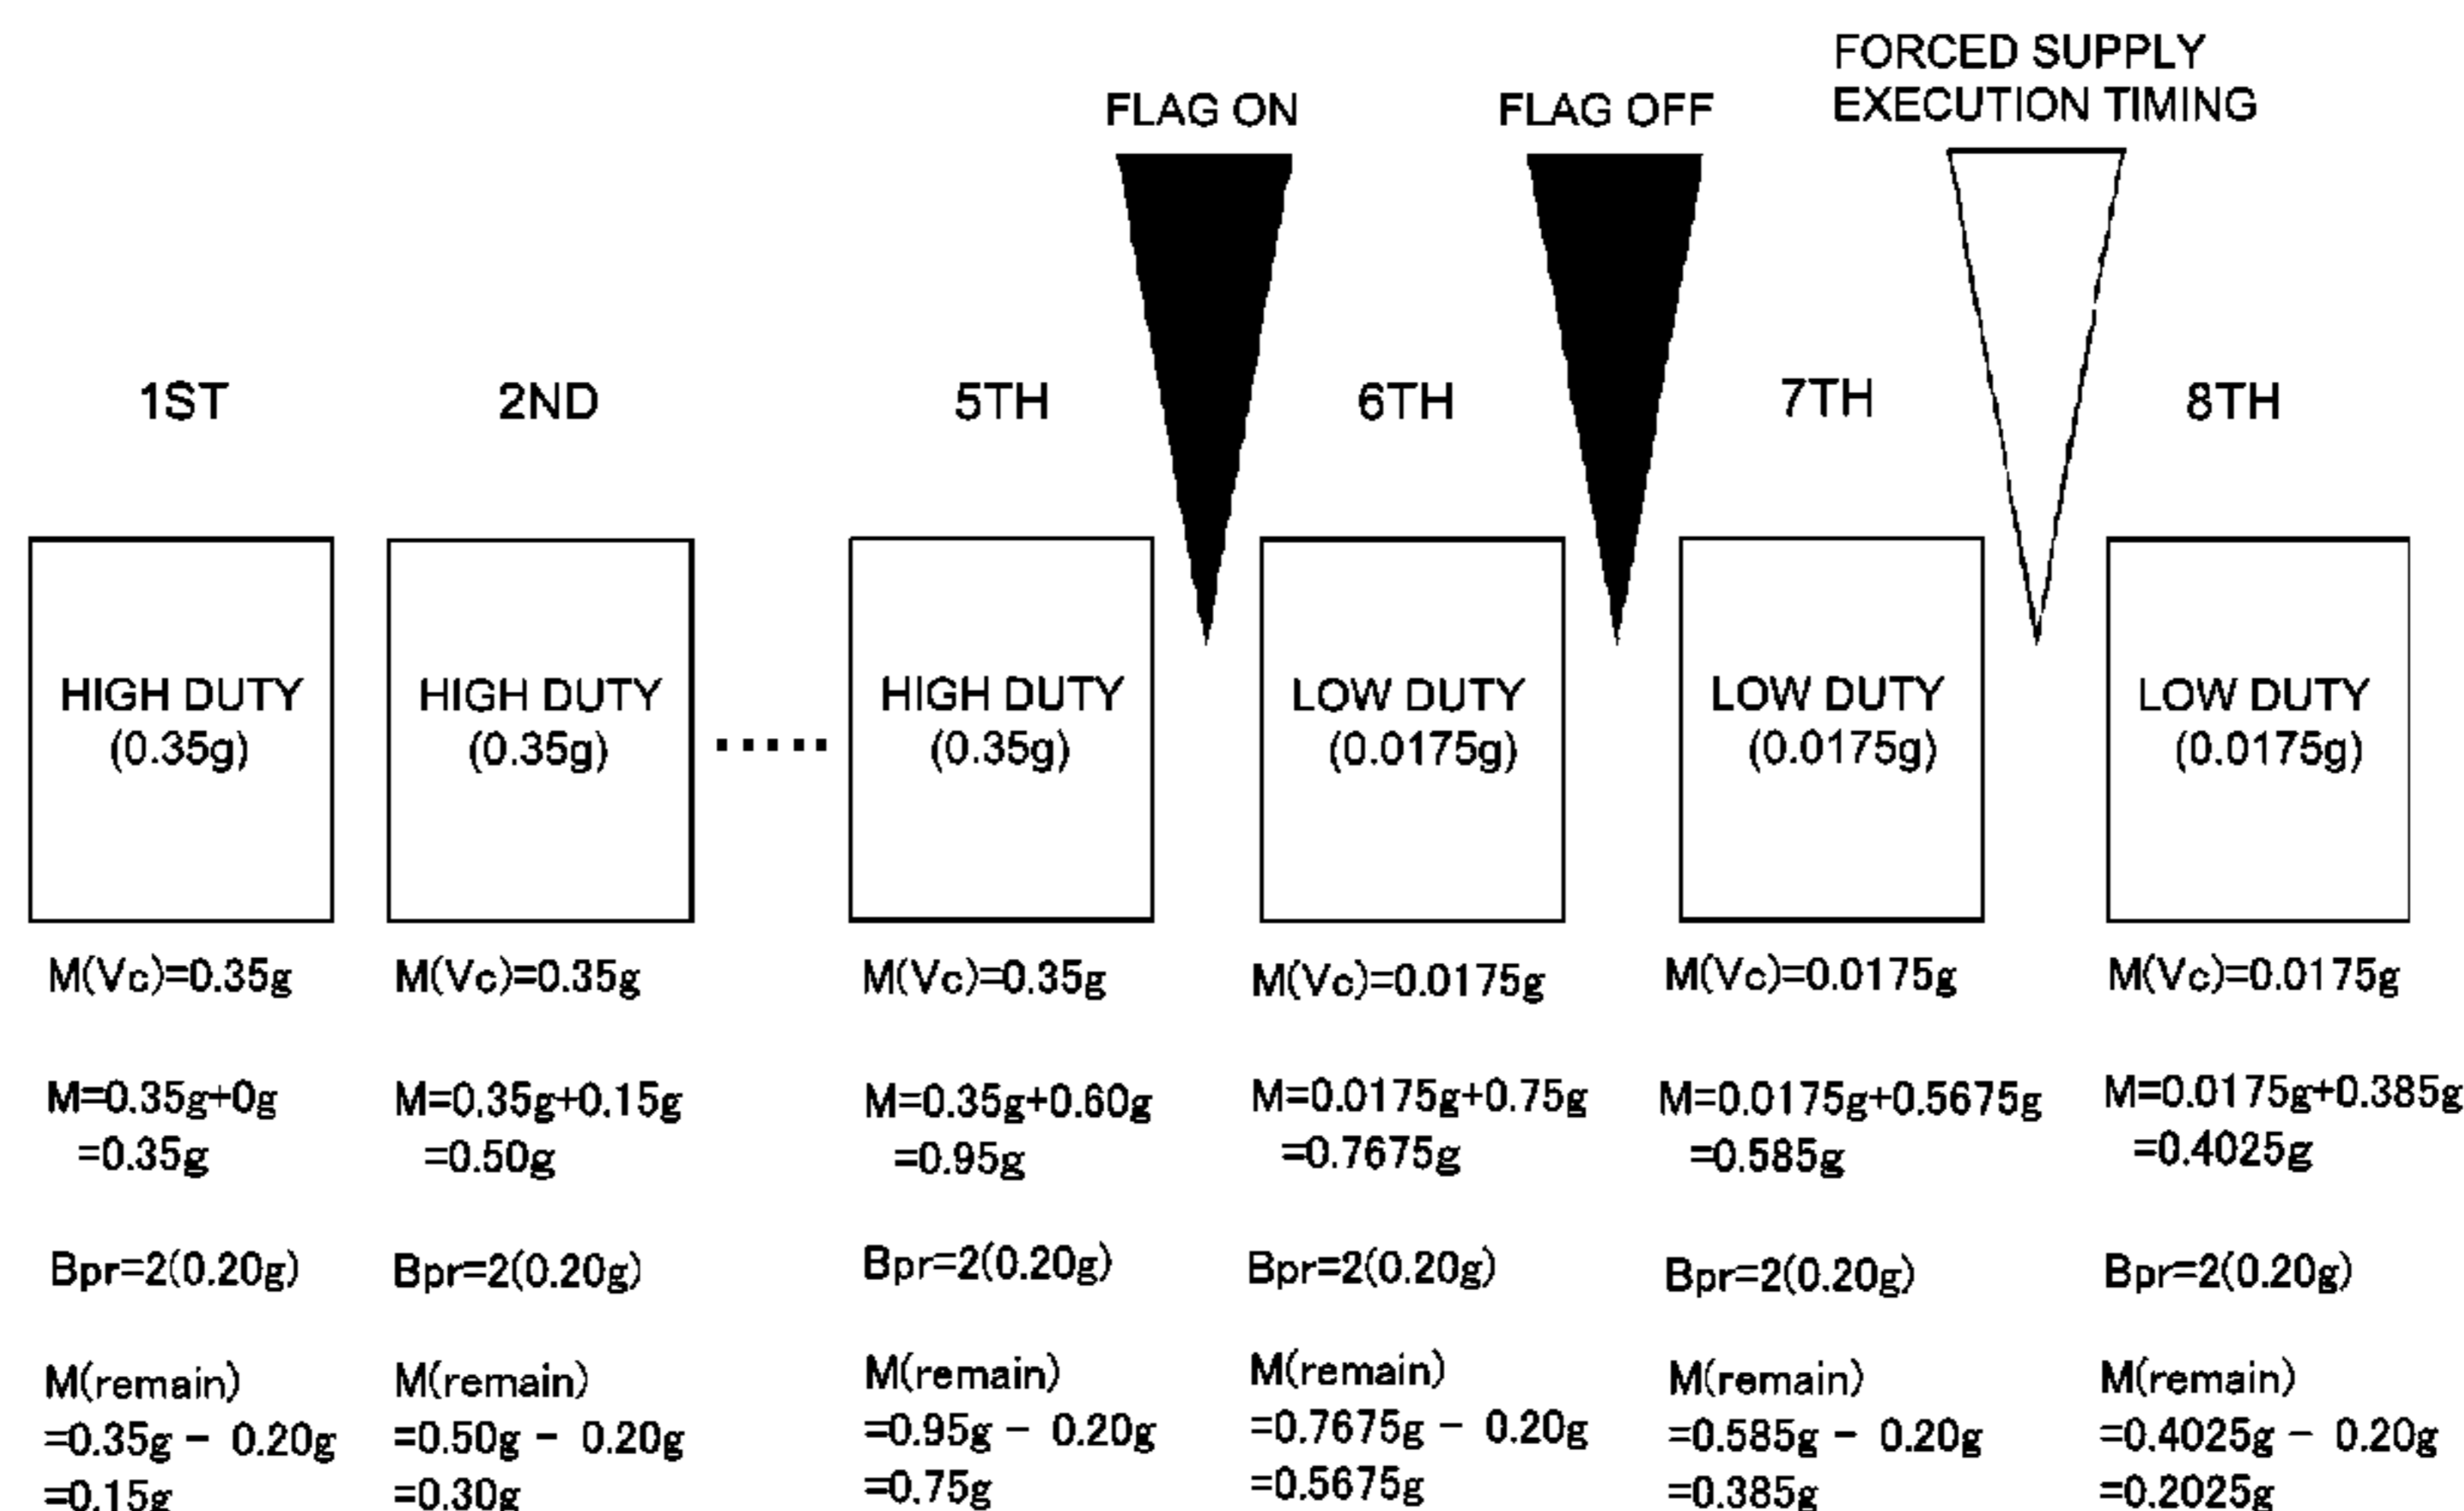 FORCED SUPPLY
EXECUTION TIMING
FLAG ON
FLAG OFF
1ST
2ND
5TH
6TH
7TH
8TH
HIGH DUTY
(0.35g)
HIGH DUTY
(0.35g)
.....
HIGH DUTY
(0.35g)
LOW DUTY
(0.0175g)
LOW DUTY
(0.0175g)
LOW DUTY
(0.0175g)
M(Vc)=0.35g
M=0.35g+0g
=0.35g
Bpr=2(0.20g)
M(remain)
=0.35g - 0.20g
=0.15g
M(Vc)=0.35g
M=0.35g+0.15g
=0.50g
Bpr=2(0.20g)
M(remain)
=0.50g - 0.20g
=0.30g
M(Vc)=0.35g
M=0.35g+0.60g
=0.95g
Bpr=2(0.20g)
M(remain)
=0.95g - 0.20g
=0.75g
M(Vc)=0.0175g
M=0.0175g+0.75g
=0.7675g
Bpr=2(0.20g)
M(remain)
=0.7675g - 0.20g
=0.5675g
M(Vc)=0.0175g
M=0.0175g+0.5675g
=0.585g
Bpr=2(0.20g)
M(remain)
=0.585g - 0.20g
=0.385g
M(Vc)=0.0175g
M=0.0175g+0.385g
=0.4025g
Bpr=2(0.20g)
M(remain)
=0.4025g - 0.20g
=0.2025g